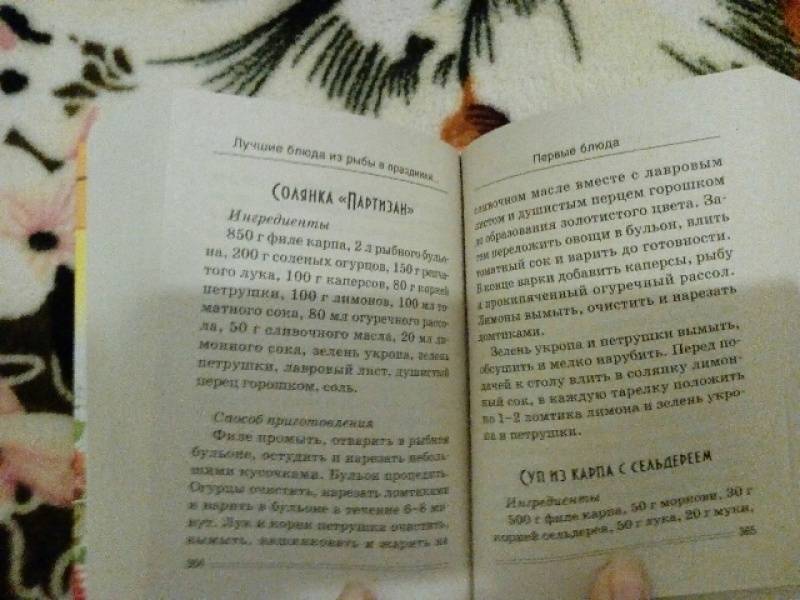 Лучшие блюда из рыбы в праздники...
СОЛЯНКА «ПАРТИЗАН»
Ингредиенты
850 г филе карпа, 2 л рыбного бульо-
на, 200 г соленых огурцов, 150 г репча-
того лука, 100 г каперсов, 80 г корней
петрушки, 100 г лимонов, 100 мл то-
матного сока, 80 мл огуречного рассо-
ла, 50 г сливочного масла, 20 мл ли-
монного сока, зелень укропа, зелень
петрушки, лавровый лист, душистый
перец горошком, соль.
Способ приготовления
Филе промыть, отварить в рыбном
бульоне, остудить и нарезать неболь-
шими кусочками. Бульон процедить.
Огурцы очистить, нарезать ломтиками
и варить в бульоне в течение 6–8 ми-
нут. Лук и корни петрушки очистить,
вымыть, нашинковать и жарить на
364
Первые блюда
сливочном масле вместе с лавровым
листом и душистым перцем горошком
до образования золотистого цвета. За-
тем переложить овощи в бульон, влить
томатный сок и варить до готовности.
В конце варки добавить каперсы, рыбу
и прокипяченный огуречный рассол.
Лимоны вымыть, очистить и нарезать
ломтиками.
Зелень укропа и петрушки вымыть,
обсушить и мелко нарубить. Перед по-
дачей к столу влить в солянку лимон-
ный сок, в каждую тарелку положить
по 1–2 ломтика лимона и зелень укро-
па и петрушки.
СУП ИЗ КАРПА С СЕЛЬДЕРЕЕМ
Ингредиенты
500 г филе карпа, 50 г моркови, 30 г
корней сельдерея, 50 г лука, 20 г муки,
365